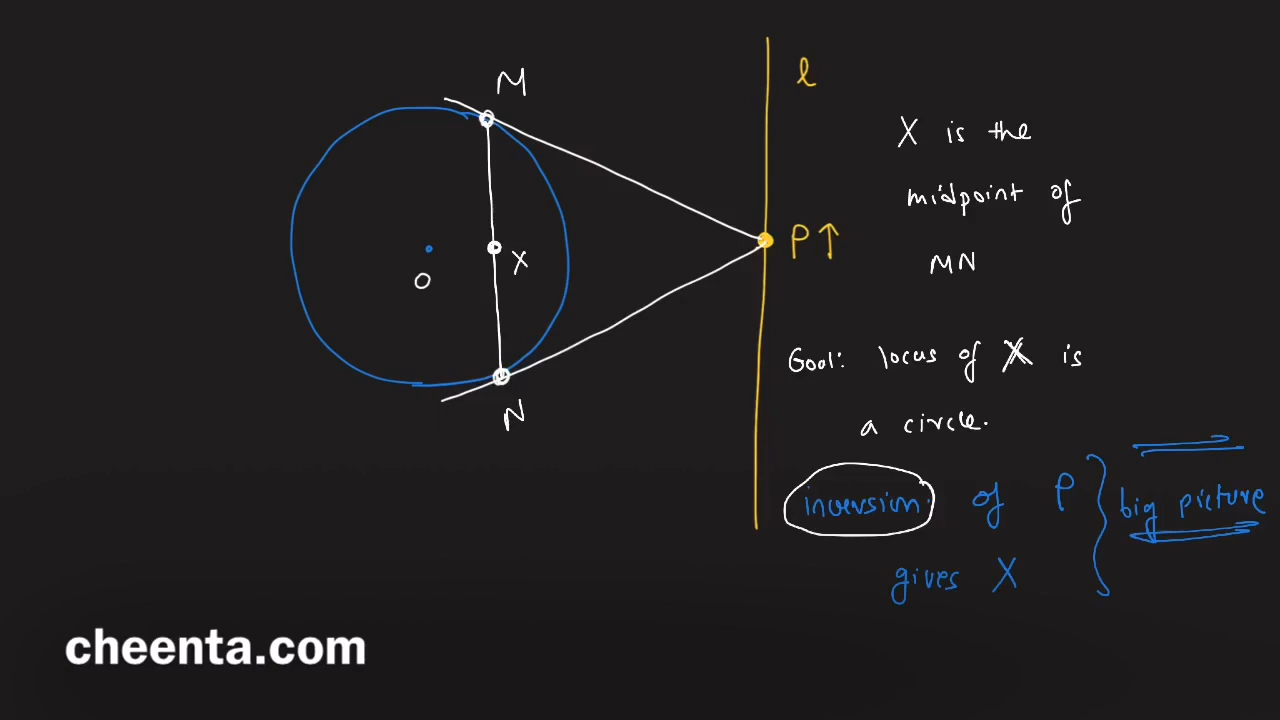 M
l
X is the
midpoint of
P↑
X
O
MN
Goal: locus of X is
a circle.
N
inversion of P } big picture
gives X
cheenta.com